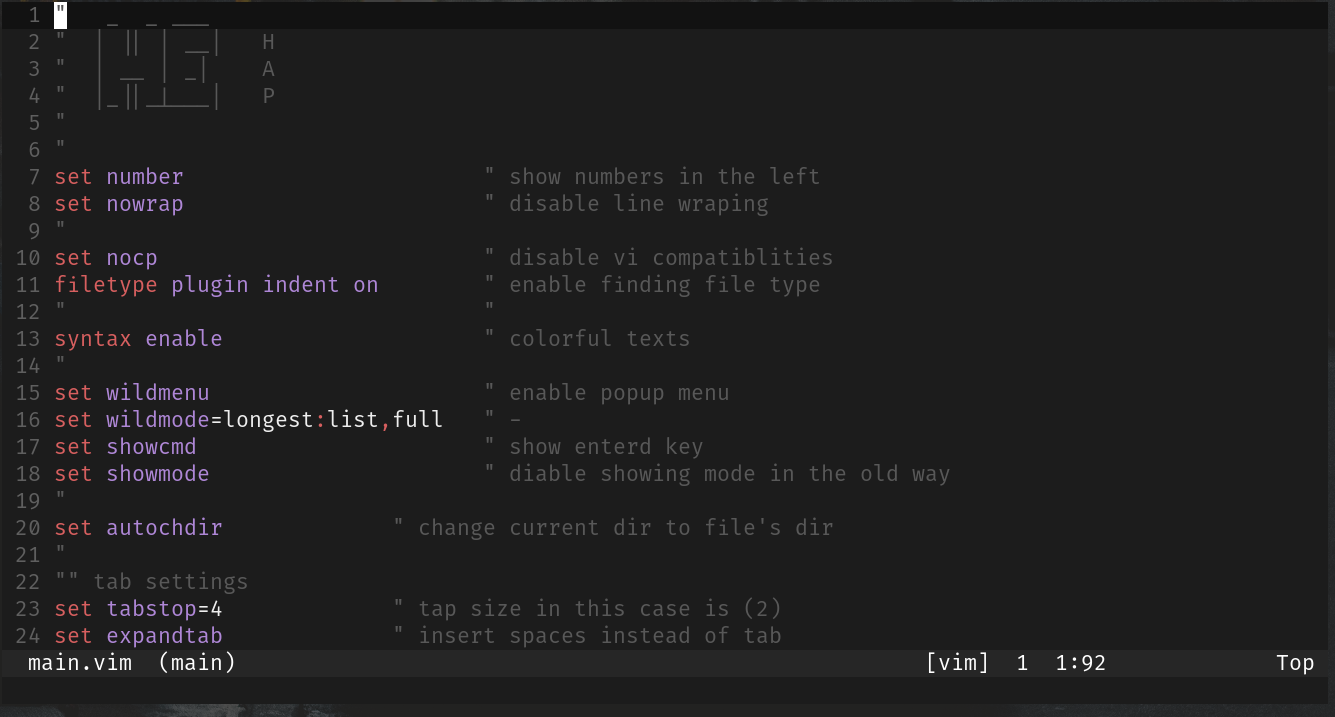 1 "   _  _ ___
2 "  | || | __|   H
3 "  | __ | _|    A
4 "  |_||_|___|   P
5 "
6 "
7 set number                       " show numbers in the left
8 set nowrap                       " disable line wraping
9 "
10 set nocp                         " disable vi compatiblities
11 filetype plugin indent on        " enable finding file type
12 "                                "
13 syntax enable                    " colorful texts
14 "
15 set wildmenu                     " enable popup menu
16 set wildmode=longest:list,full   " -
17 set showcmd                      " show enterd key
18 set showmode                     " diable showing mode in the old way
19 "
20 set autochdir             " change current dir to file's dir
21 "
22 "" tab settings
23 set tabstop=4             " tap size in this case is (2)
24 set expandtab             " insert spaces instead of tab
main.vim  (main)  [vim]  1  1:92  Top